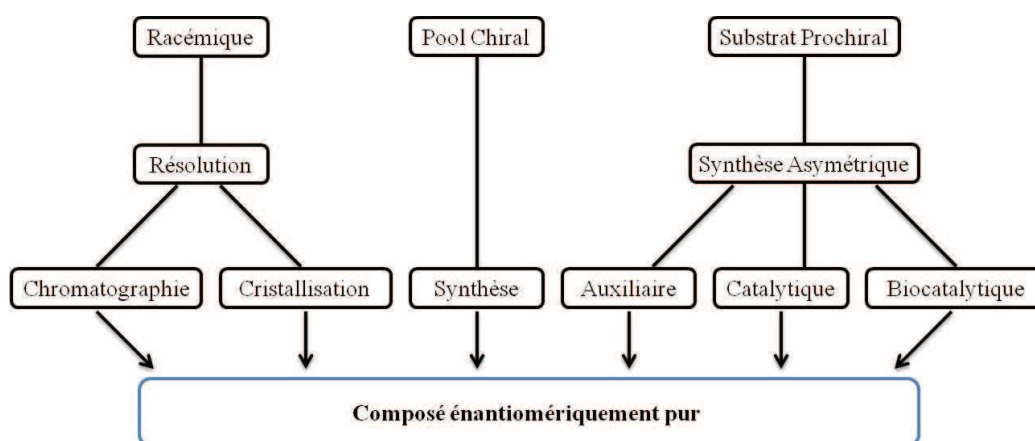 Racémique
Pool Chiral
Substrat Prochiral
Résolution
Synthèse Asymétrique
Chromatographie
Cristallisation
Synthèse
Auxiliaire
Catalytique
Biocatalytique
Composé énantiomériquement pur